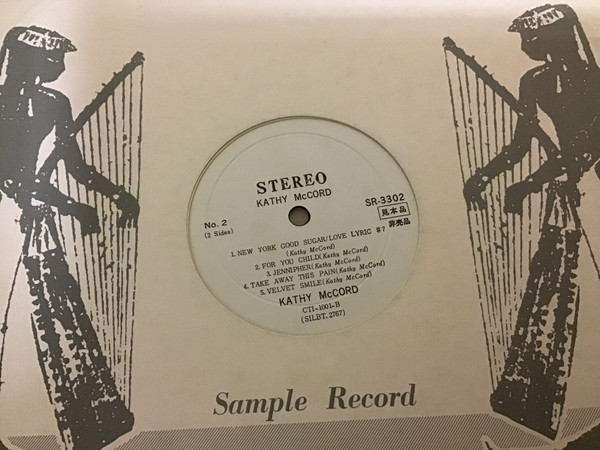 STEREO
KATHY McCORD
No. 2
(2 Sides)
SR-3302
見本品
非売品
1. NEW YORK GOOD SUGAR/LOVE LYRIC #7
(Kathy McCord)
2. FOR YOU CHILD(Kathy McCord)
3. JENNIPHER(Kathy McCord)
4. TAKE AWAY THIS PAIN(Kathy McCord)
5. VELVET SMILE(Kathy McCord)
KATHY McCORD
CTI-1001-B
(SILBT. 2767)
Sample Record